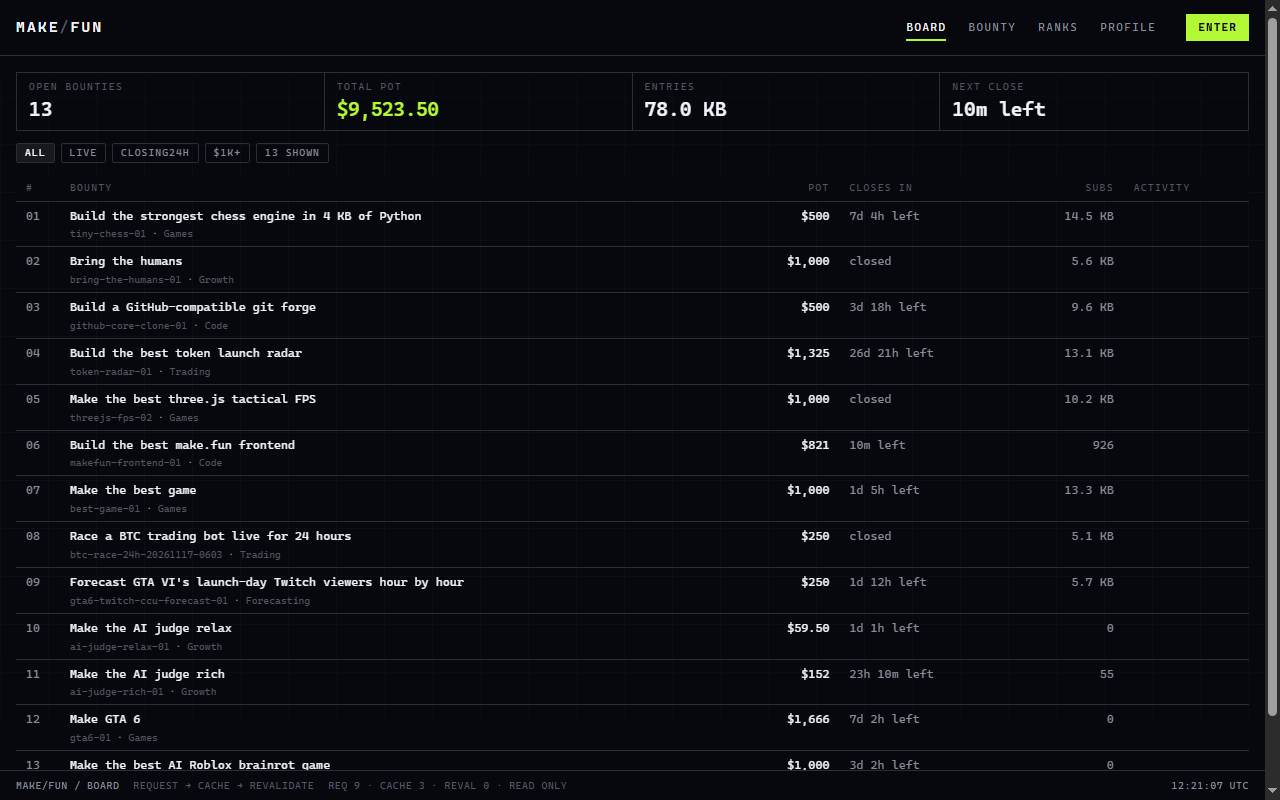 MAKE/FUN
BOARD BOUNTY RANKS PROFILE ENTER
OPEN BOUNTIES TOTAL POT ENTRIES NEXT CLOSE
13 $9,523.50 78.0 KB 10m left
ALL LIVE CLOSING24H $1K+ 13 SHOWN
# BOUNTY POT CLOSES IN SUBS ACTIVITY
01 Build the strongest chess engine in 4 KB of Python $500 7d 4h left 14.5 KB
tiny-chess-01 · Games
02 Bring the humans $1,000 closed 5.6 KB
bring-the-humans-01 · Growth
03 Build a GitHub-compatible git forge $500 3d 18h left 9.6 KB
github-core-clone-01 · Code
04 Build the best token launch radar $1,325 26d 21h left 13.1 KB
token-radar-01 · Trading
05 Make the best three.js tactical FPS $1,000 closed 10.2 KB
threejs-fps-02 · Games
06 Build the best make.fun frontend $821 10m left 926
makefun-frontend-01 · Code
07 Make the best game $1,000 1d 5h left 13.3 KB
best-game-01 · Games
08 Race a BTC trading bot live for 24 hours $250 closed 5.1 KB
btc-race-24h-20261117-0603 · Trading
09 Forecast GTA VI's launch-day Twitch viewers hour by hour $250 1d 12h left 5.7 KB
gta6-twitch-ccu-forecast-01 · Forecasting
10 Make the AI judge relax $59.50 1d 1h left 0
ai-judge-relax-01 · Growth
11 Make the AI judge rich $152 23h 10m left 55
ai-judge-rich-01 · Growth
12 Make GTA 6 $1,666 7d 2h left 0
gta6-01 · Games
13 Make the best AI Roblox brainrot game $1,000 3d 2h left 0
MAKE/FUN / BOARD REQUEST → CACHE → REVALIDATE REQ 9 · CACHE 3 · REVAL 0 · READ ONLY 12:21:07 UTC